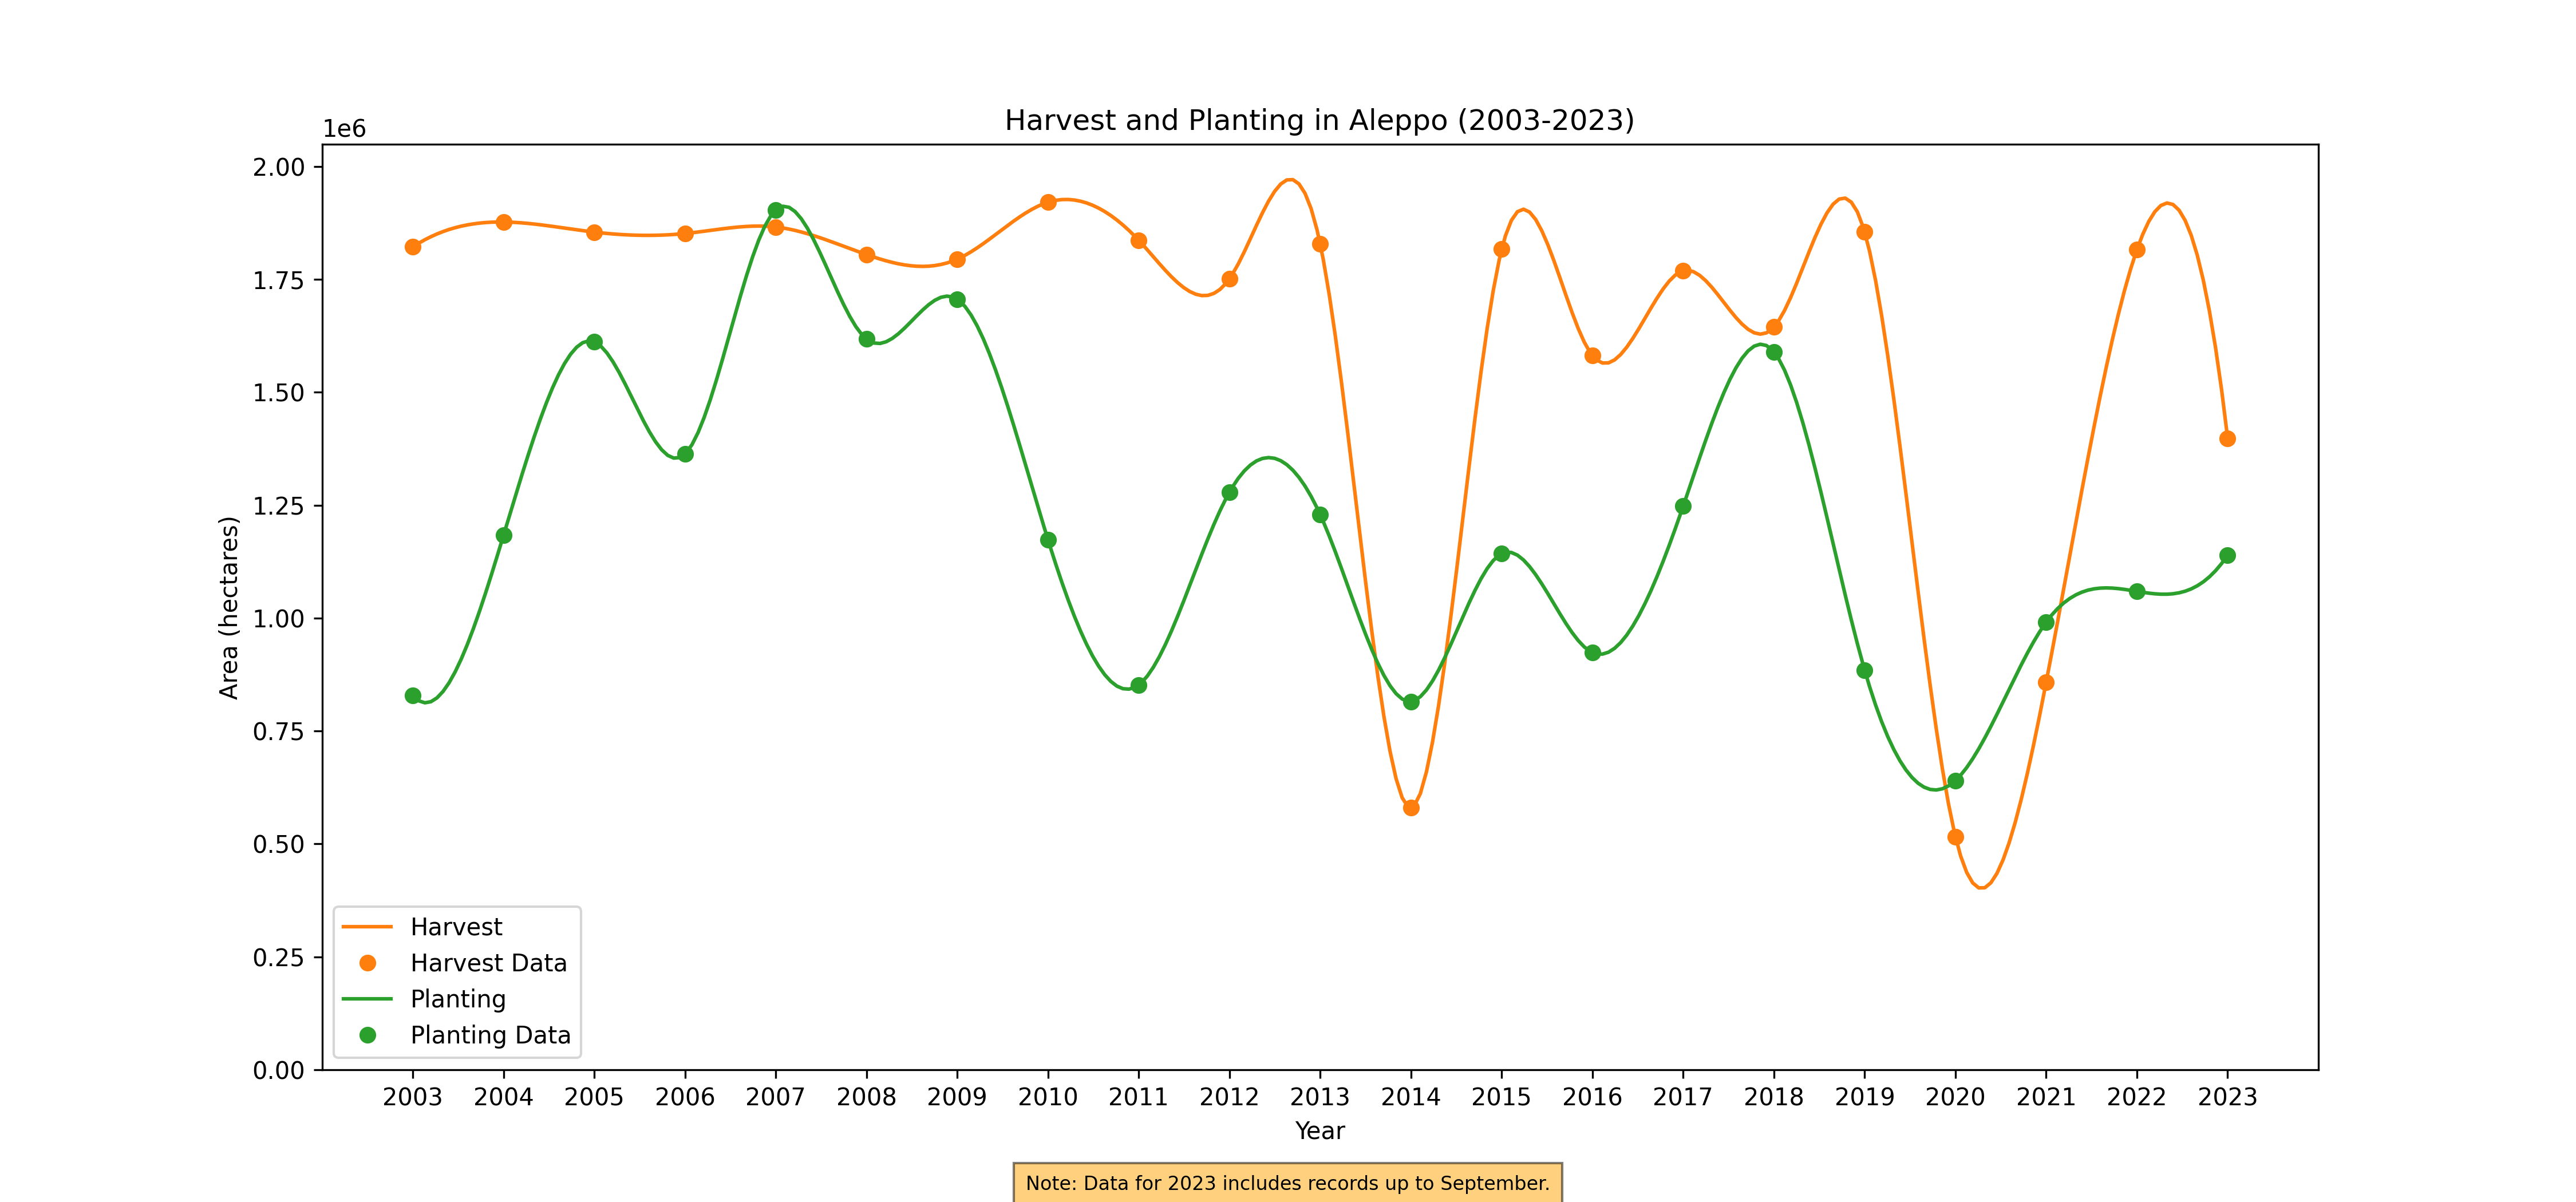 Harvest and Planting in Aleppo (2003-2023)
1e6
2.00
1.75
1.50
1.25
1.00
0.75
0.50
0.25
0.00
Area (hectares)
Harvest
Harvest Data
Planting
Planting Data
2003 2004 2005 2006 2007 2008 2009 2010 2011 2012 2013 2014 2015 2016 2017 2018 2019 2020 2021 2022 2023
Year
Note: Data for 2023 includes records up to September.